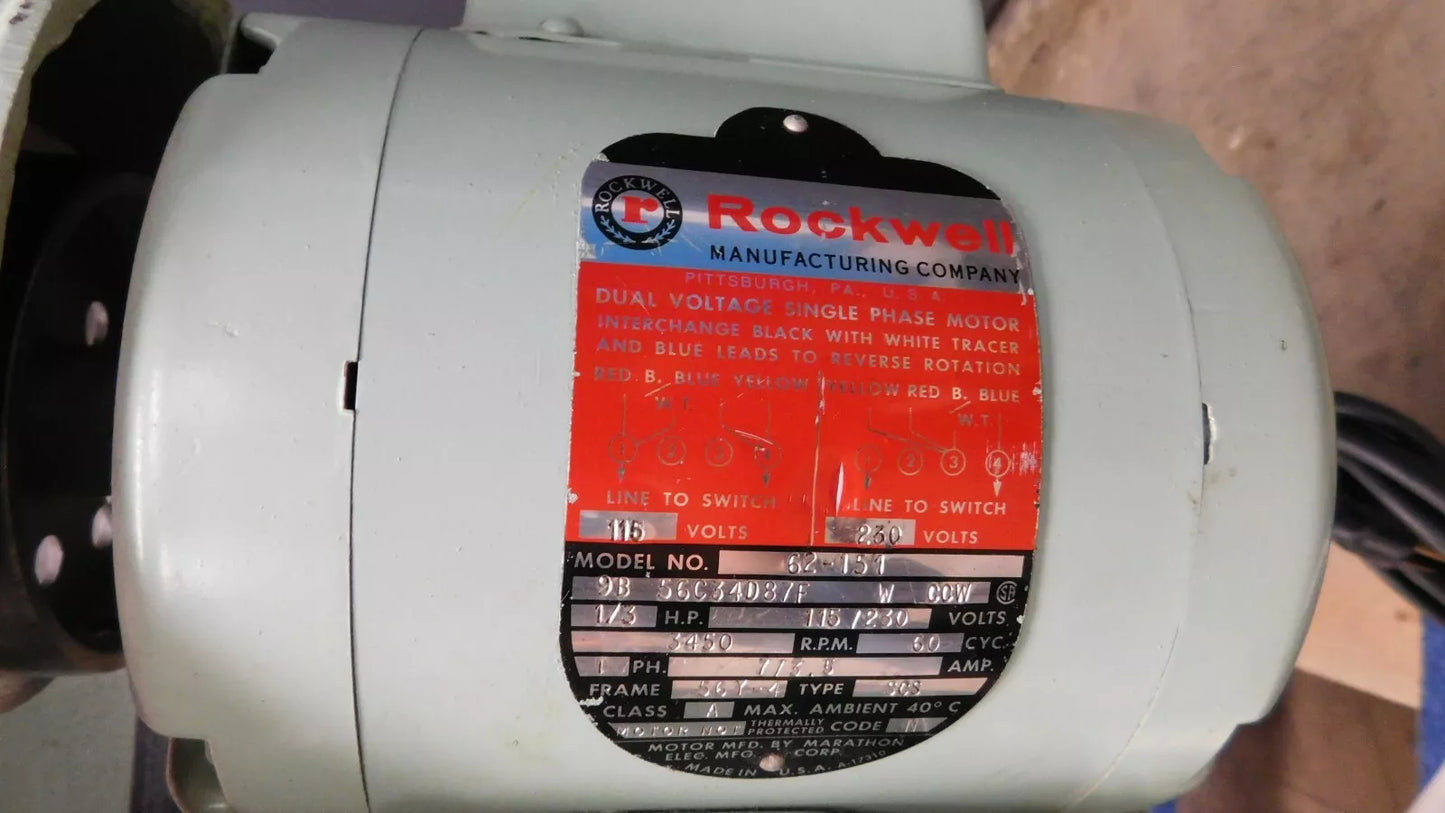 ROCKWELL
r
Rockwell
MANUFACTURING COMPANY
PITTSBURGH, PA., U.S.A.
DUAL VOLTAGE SINGLE PHASE MOTOR
INTERCHANGE BLACK WITH WHITE TRACER
AND BLUE LEADS TO REVERSE ROTATION
RED B. BLUE YELLOW YELLOW RED B. BLUE
W.T. W.T.
1 2 3 4 1 2 3 4
LINE TO SWITCH LINE TO SWITCH
115 VOLTS 230 VOLTS
MODEL NO. 62-151
9B W CCW SA
1/3 H.P. 115/230 VOLTS
3450 R.P.M. 60 CYC.
1 PH. AMP.
FRAME TYPE
CLASS A MAX. AMBIENT 40° C
MOTOR NOT THERMALLY PROTECTED CODE
MOTOR MFD. BY MARATHON
ELEC. MFG. CORP.
MADE IN U.S.A.